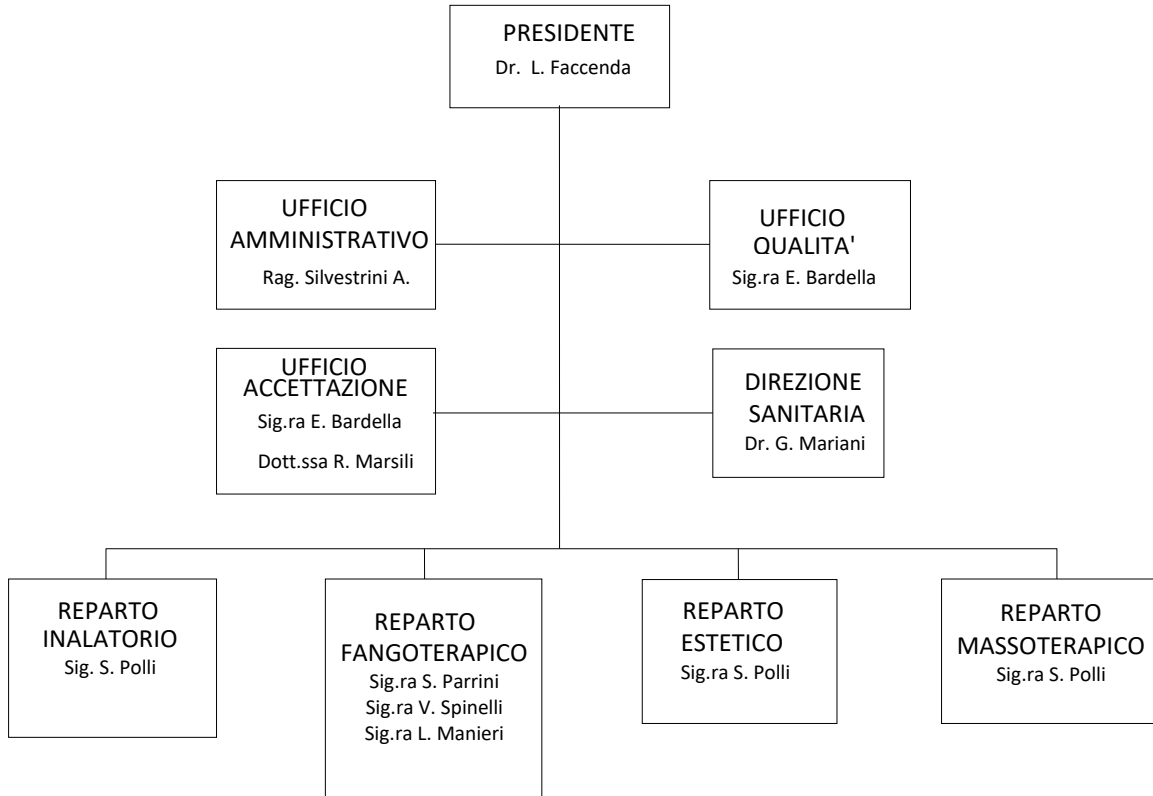 PRESIDENTE
Dr. L. Faccenda
UFFICIO
AMMINISTRATIVO
Rag. Silvestrini A.
UFFICIO
QUALITA'
Sig.ra E. Bardella
UFFICIO
ACCETTAZIONE
Sig.ra E. Bardella
Dott.ssa R. Marsili
DIREZIONE
SANITARIA
Dr. G. Mariani
REPARTO
INALATORIO
Sig. S. Polli
REPARTO
FANGOTERAPICO
Sig.ra S. Parrini
Sig.ra V. Spinelli
Sig.ra L. Manieri
REPARTO
ESTETICO
Sig.ra S. Polli
REPARTO
MASSOTERAPICO
Sig.ra S. Polli